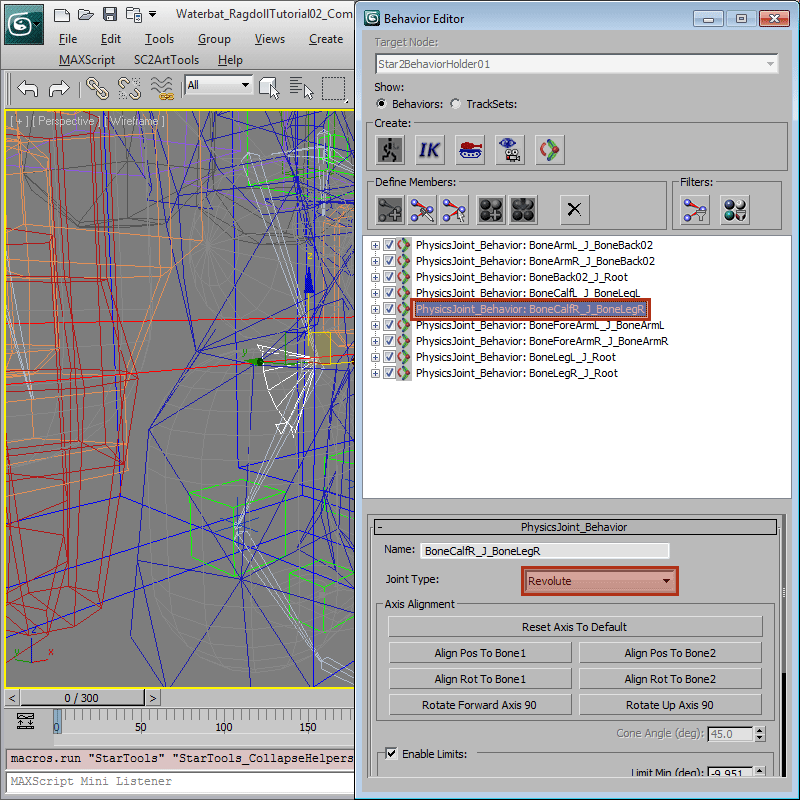 Waterbat_RagdollTutorial02_Com
File Edit Tools Group Views Create
MAXScript SC2ArtTools Help
All
[ + ] [ Perspective ] [ Wireframe ]
z
y
x
y
0 / 300
0 50 100 150
macros.run "StarTools" "StarTools_CollapseHelpers
MAXScript Mini Listener
Behavior Editor
Target Node:
Star2BehaviorHolder01
Show:
Behaviors: TrackSets:
Create:
IK
Define Members: Filters:
PhysicsJoint_Behavior: BoneArmL_J_BoneBack02
PhysicsJoint_Behavior: BoneArmR_J_BoneBack02
PhysicsJoint_Behavior: BoneBack02_J_Root
PhysicsJoint_Behavior: BoneCalfL_J_BoneLegL
PhysicsJoint_Behavior: BoneCalfR_J_BoneLegR
PhysicsJoint_Behavior: BoneForeArmL_J_BoneArmL
PhysicsJoint_Behavior: BoneForeArmR_J_BoneArmR
PhysicsJoint_Behavior: BoneLegL_J_Root
PhysicsJoint_Behavior: BoneLegR_J_Root
- PhysicsJoint_Behavior
Name: BoneCalfR_J_BoneLegR
Joint Type: Revolute
Axis Alignment
Reset Axis To Default
Align Pos To Bone1 Align Pos To Bone2
Align Rot To Bone1 Align Rot To Bone2
Rotate Forward Axis 90 Rotate Up Axis 90
Cone Angle (deg): 45.0
Enable Limits:
Limit Min (deg): -9.951